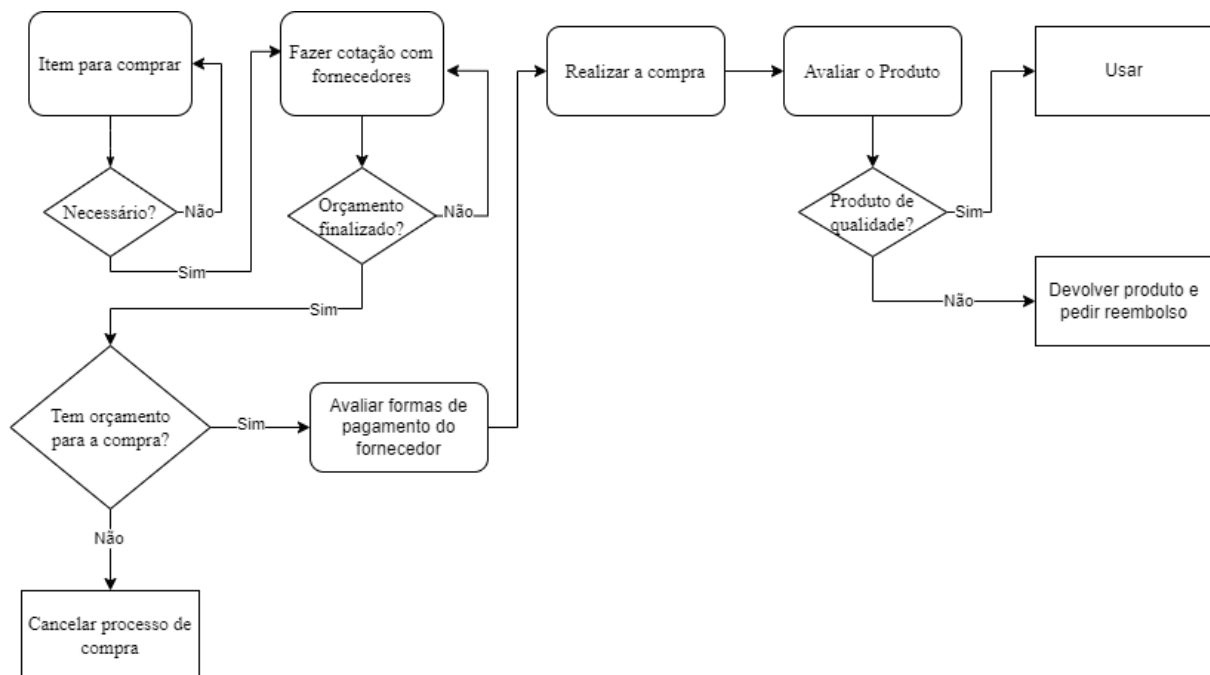 Item para comprar
Fazer cotação com
fornecedores
Realizar a compra
Avaliar o Produto
Usar
Necessário?
Não
Sim
Orçamento
finalizado?
Não
Sim
Produto de
qualidade?
Sim
Não
Devolver produto e
pedir reembolso
Tem orçamento
para a compra?
Sim
Avaliar formas de
pagamento do
fornecedor
Não
Cancelar processo de
compra